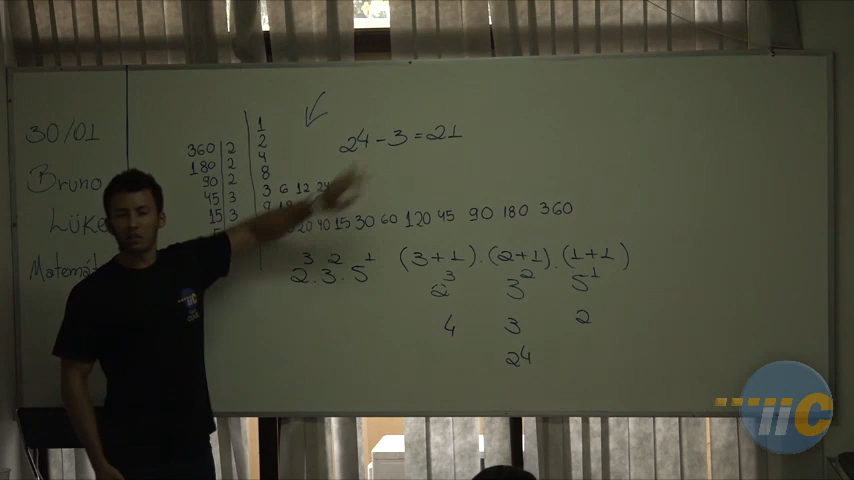 30/01
Bruno
Matemát
360 2
180 2
90 2
45 3
15 3
1
2
4
8
3 6 12 24
20 40 15 30 60 120 45 90 180 360
24-3=21
2³.3².5¹
(3+1).(2+1).(1+1)
2³ 3² 5¹
4 3 2
24
iiC